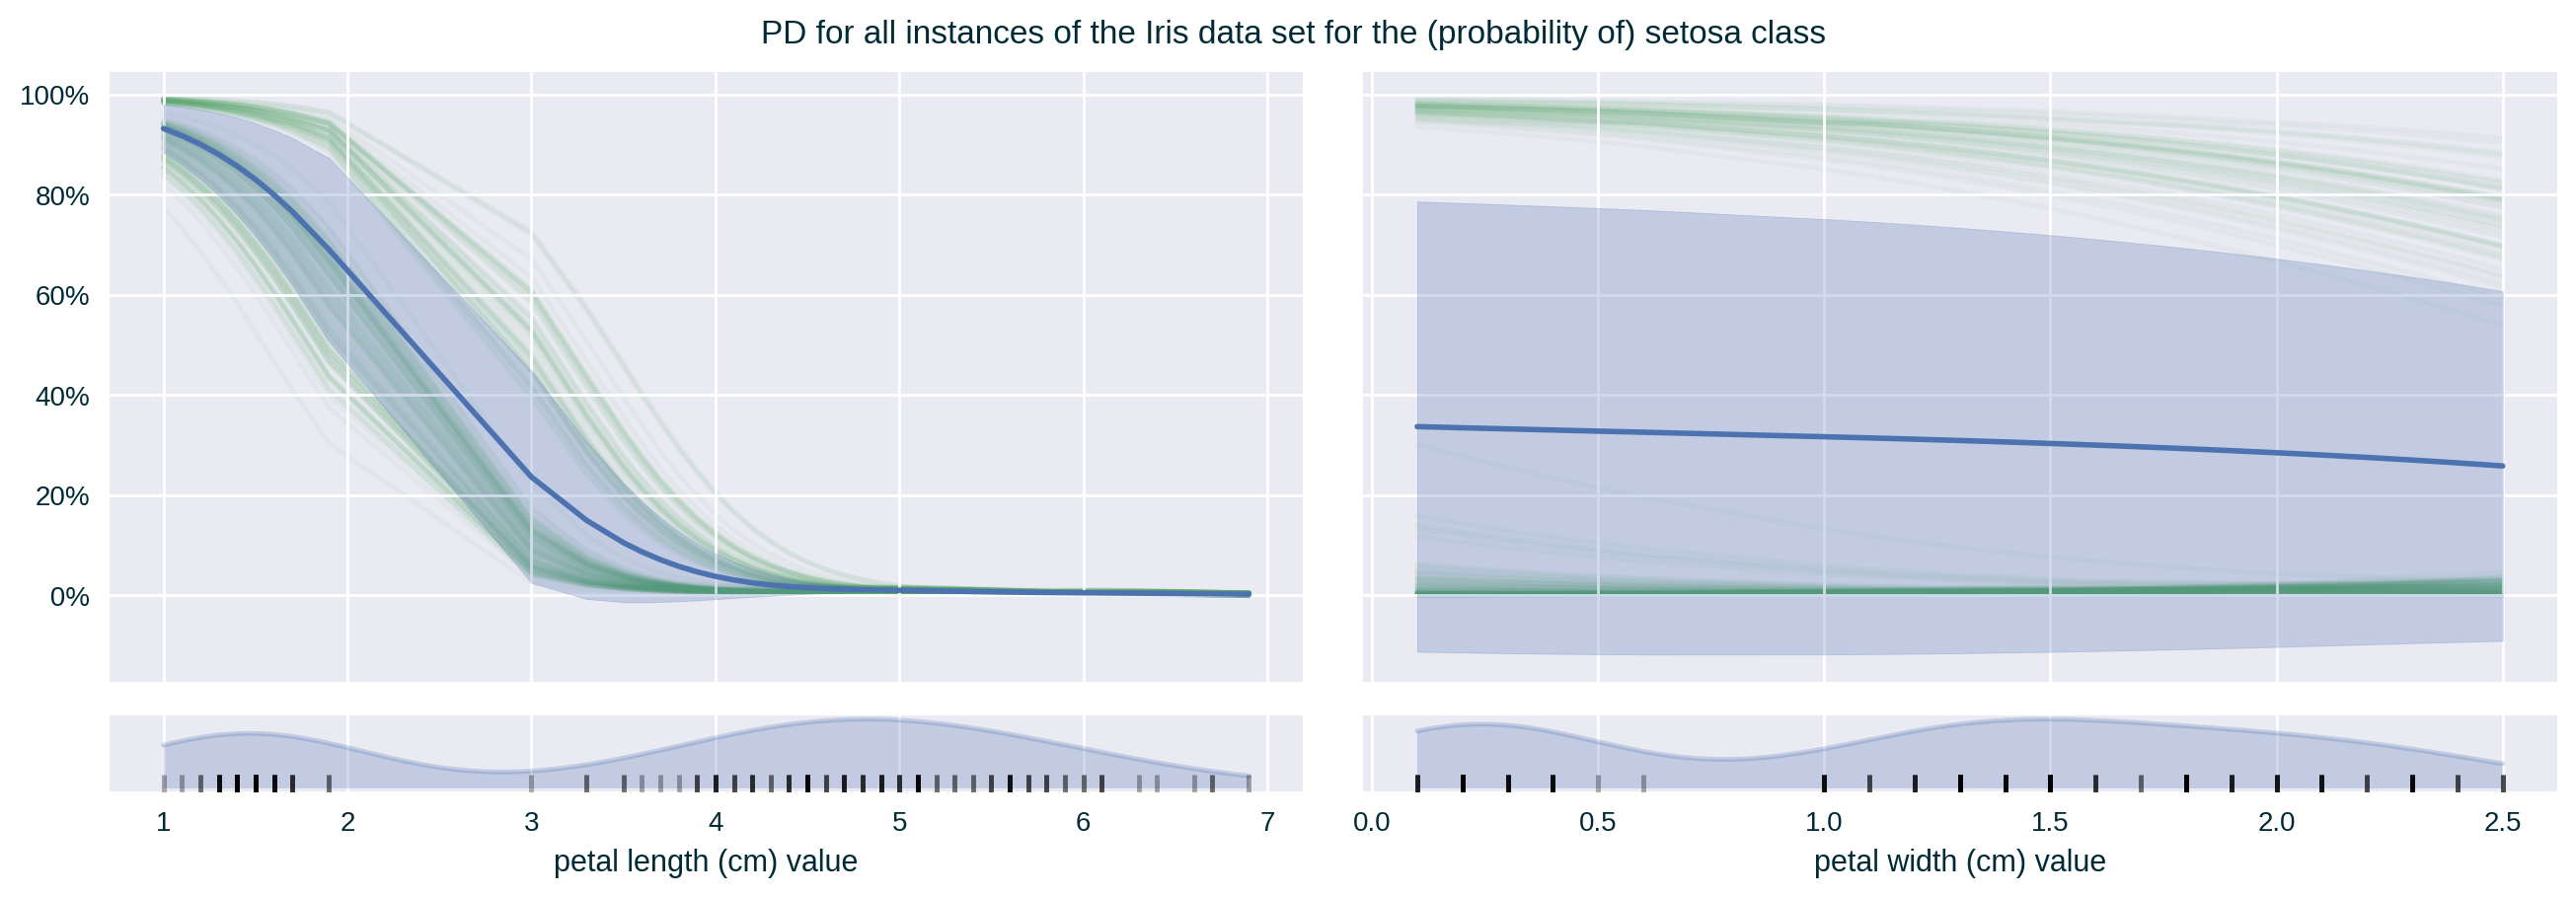 PD for all instances of the Iris data set for the (probability of) setosa class
100%
80%
60%
40%
20%
0%
1 2 3 4 5 6 7
petal length (cm) value
0.0 0.5 1.0 1.5 2.0 2.5
petal width (cm) value